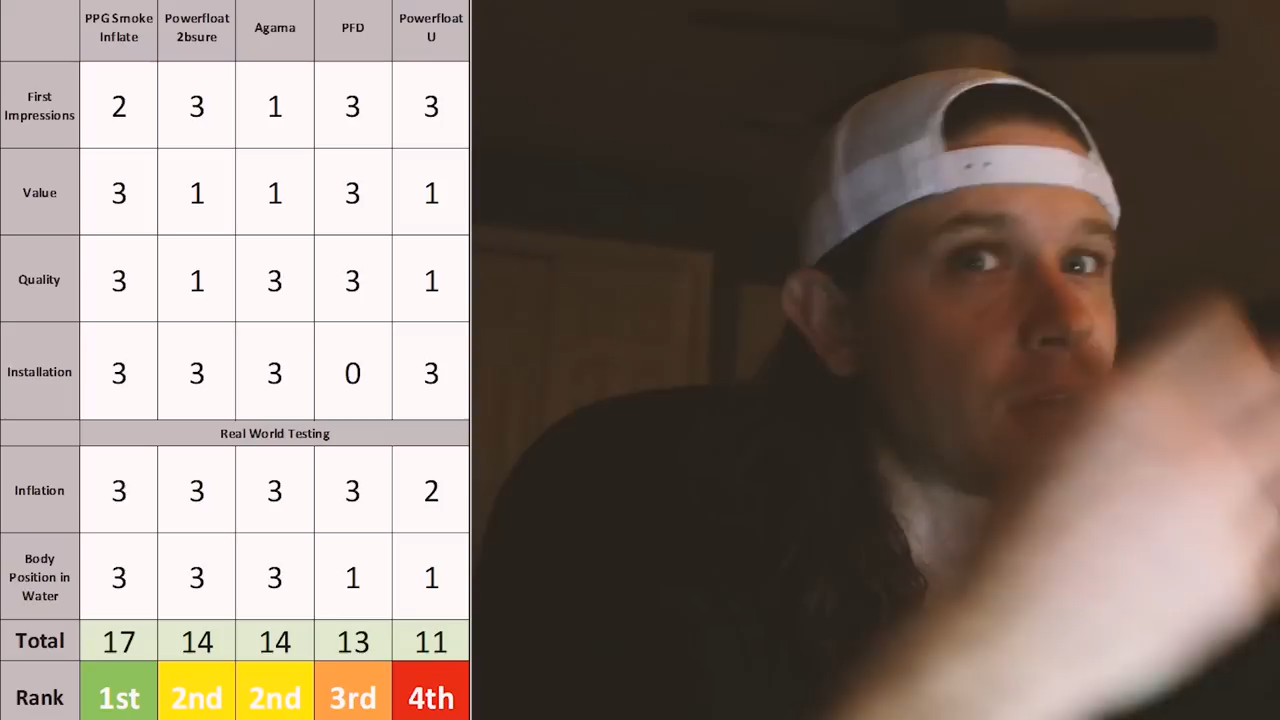 PPG Smoke Inflate Powerfloat 2bsure Agama PFD Powerfloat U
First Impressions 2 3 1 3 3
Value 3 1 1 3 1
Quality 3 1 3 3 1
Installation 3 3 3 0 3
Real World Testing
Inflation 3 3 3 3 2
Body Position in Water 3 3 3 1 1
Total 17 14 14 13 11
Rank 1st 2nd 2nd 3rd 4th